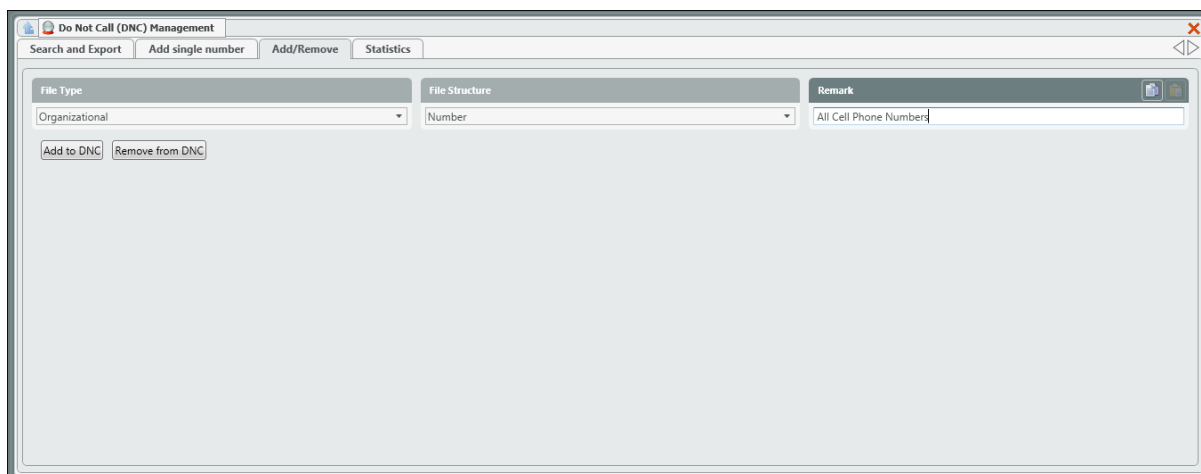 Do Not Call (DNC) Management
Search and Export Add single number Add/Remove Statistics
File Type File Structure Remark
Organizational Number All Cell Phone Numbers
Add to DNC Remove from DNC